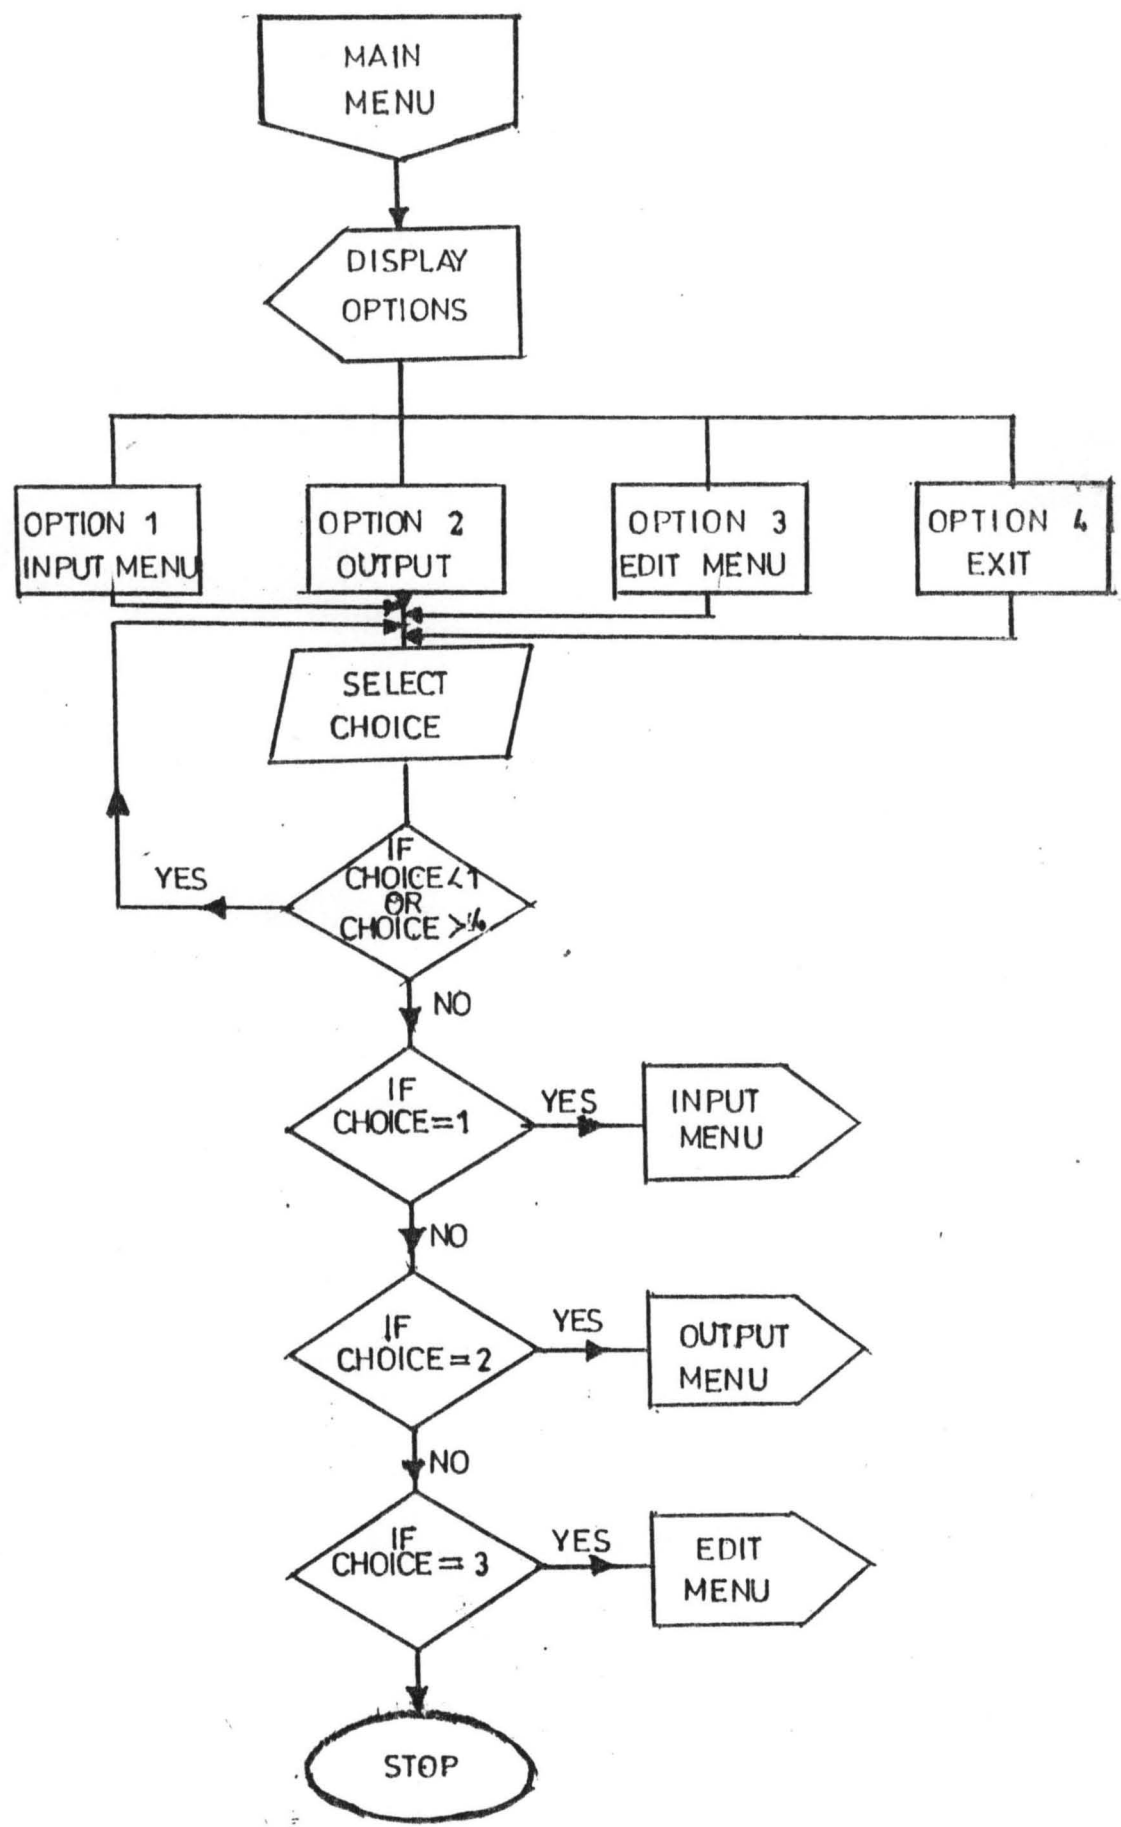 MAIN
MENU
DISPLAY
OPTIONS
OPTION 1
INPUT MENU
OPTION 2
OUTPUT
OPTION 3
EDIT MENU
OPTION 4
EXIT
SELECT
CHOICE
IF
CHOICE<1
OR
CHOICE >4
YES
NO
IF
CHOICE=1
YES
INPUT
MENU
NO
IF
CHOICE=2
YES
OUTPUT
MENU
NO
IF
CHOICE=3
YES
EDIT
MENU
STOP